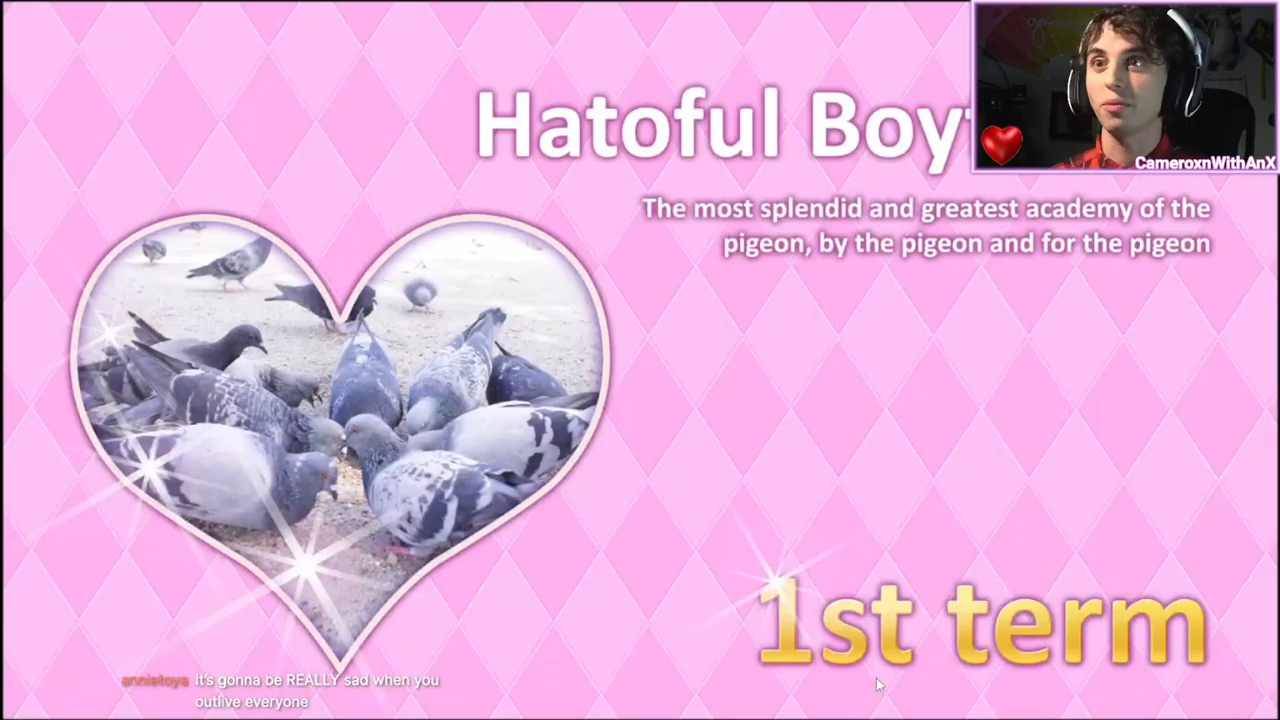 Hatoful Boy
CameroxnWithAnX
The most splendid and greatest academy of the
pigeon, by the pigeon and for the pigeon
1st term
annietoya It's gonna be REALLY sad when you
outlive everyone